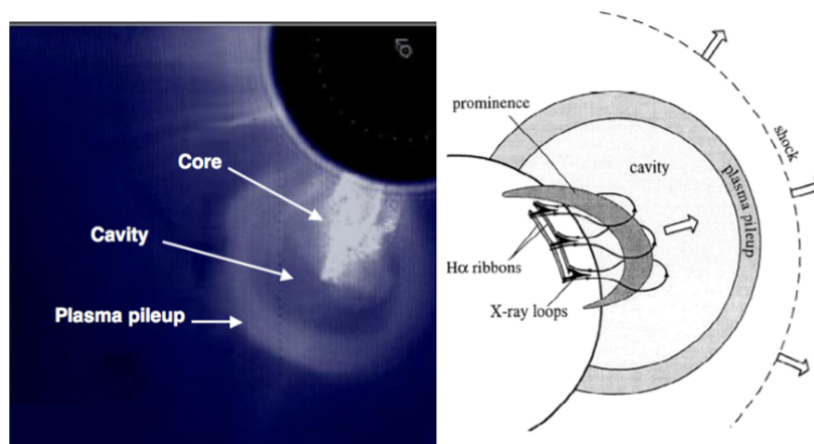 Core
Cavity
Plasma pileup
prominence
cavity
shock
plasma pileup
Hα ribbons
X-ray loops